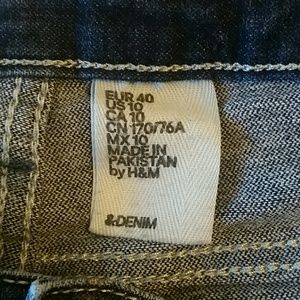 EUR 40
US 10
CA 10
CN 170/76A
MX 10
MADE IN
PAKISTAN
by H&M
&DENIM